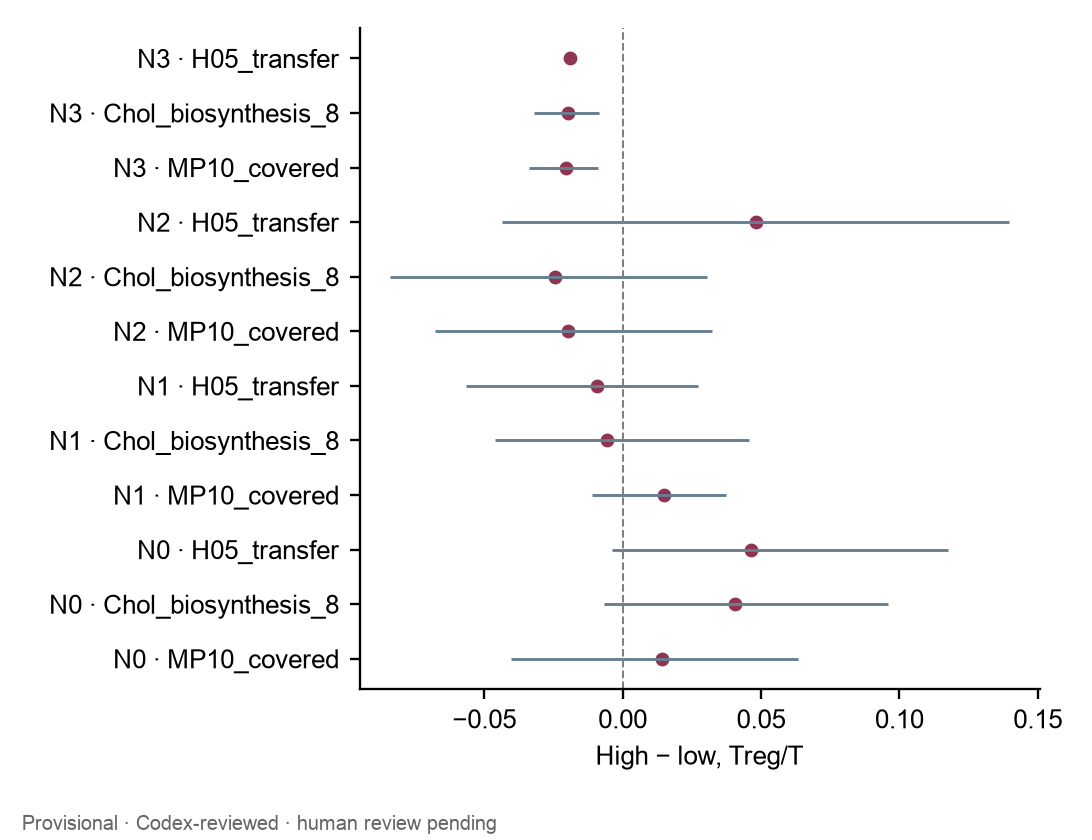 N3 · H05_transfer
N3 · Chol_biosynthesis_8
N3 · MP10_covered
N2 · H05_transfer
N2 · Chol_biosynthesis_8
N2 · MP10_covered
N1 · H05_transfer
N1 · Chol_biosynthesis_8
N1 · MP10_covered
N0 · H05_transfer
N0 · Chol_biosynthesis_8
N0 · MP10_covered
−0.05 0.00 0.05 0.10 0.15
High − low, Treg/T
Provisional · Codex-reviewed · human review pending